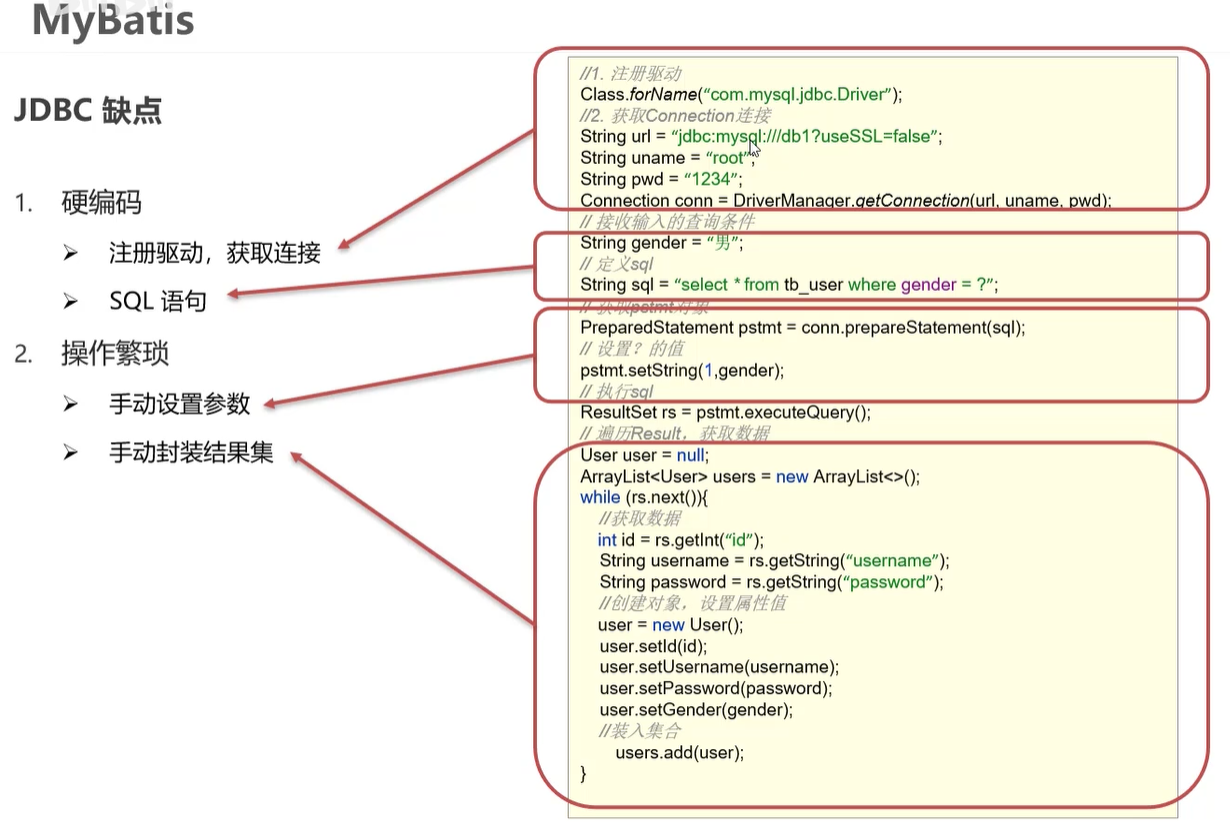 MyBatis
JDBC 缺点
1. 硬编码
➢ 注册驱动，获取连接
➢ SQL 语句
2. 操作繁琐
➢ 手动设置参数
➢ 手动封装结果集
//1. 注册驱动
Class.forName(“com.mysql.jdbc.Driver”);
//2. 获取Connection连接
String url = “jdbc:mysql:///db1?useSSL=false”;
String uname = “root”;
String pwd = “1234”;
Connection conn = DriverManager.getConnection(url, uname, pwd);
// 接收输入的查询条件
String gender = “男”;
// 定义sql
String sql = “select * from tb_user where gender = ?”;
// 获取pstmt对象
PreparedStatement pstmt = conn.prepareStatement(sql);
// 设置？的值
pstmt.setString(1,gender);
// 执行sql
ResultSet rs = pstmt.executeQuery();
// 遍历Result，获取数据
User user = null;
ArrayList<User> users = new ArrayList<>();
while (rs.next()){
//获取数据
int id = rs.getInt(“id”);
String username = rs.getString(“username”);
String password = rs.getString(“password”);
//创建对象，设置属性值
user = new User();
user.setId(id);
user.setUsername(username);
user.setPassword(password);
user.setGender(gender);
//装入集合
users.add(user);
}